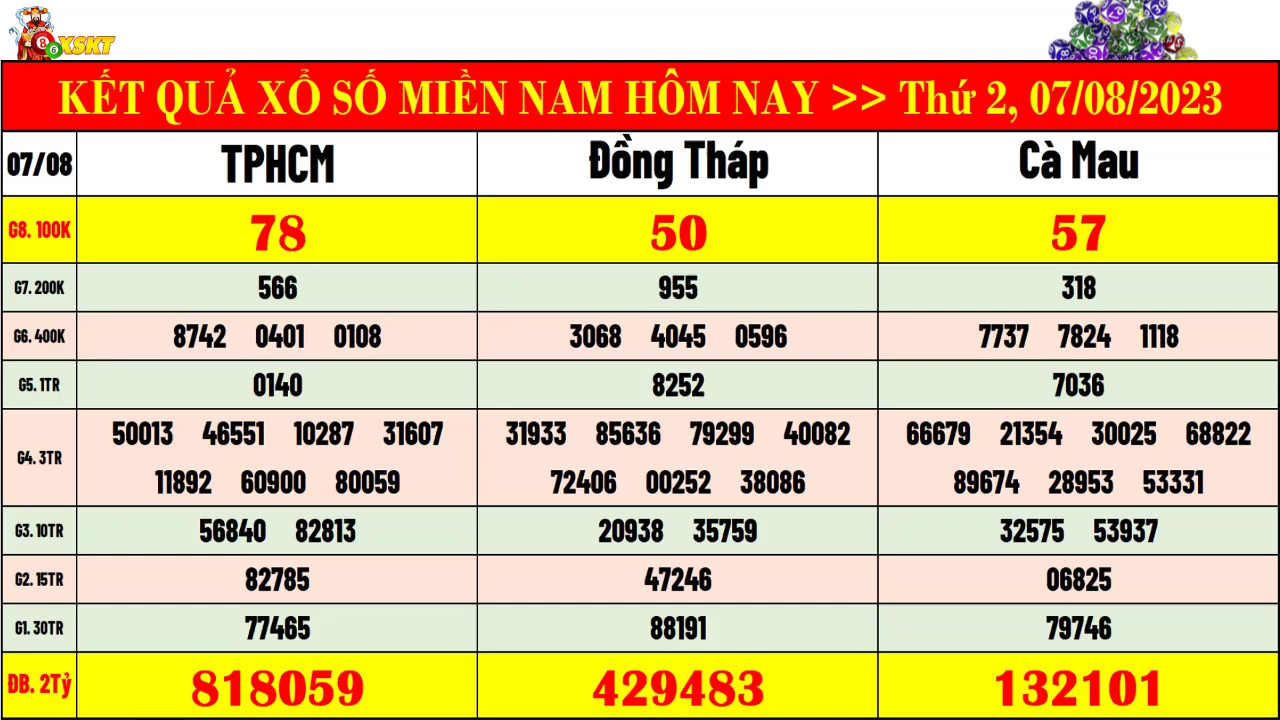 XSKT
KẾT QUẢ XỔ SỐ MIỀN NAM HÔM NAY >> Thứ 2, 07/08/2023
07/08 TPHCM Đồng Tháp Cà Mau
G8. 100K 78 50 57
G7. 200K 566 955 318
G6. 400K 8742 0401 0108 3068 4045 0596 7737 7824 1118
G5. 1TR 0140 8252 7036
G4. 3TR 50013 46551 10287 31607 31933 85636 79299 40082 66679 21354 30025 68822
11892 60900 80059 72406 00252 38086 89674 28953 53331
G3. 10TR 56840 82813 20938 35759 32575 53937
G2. 15TR 82785 47246 06825
G1. 30TR 77465 88191 79746
ĐB. 2Tỷ 818059 429483 132101